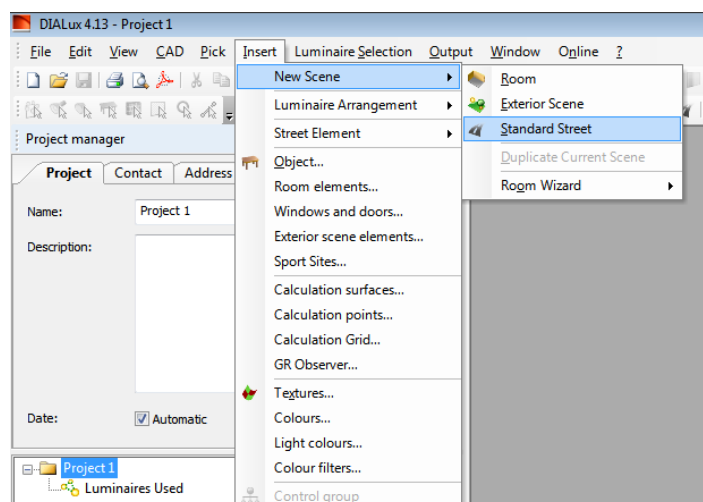 DIALux 4.13 - Project 1
File Edit View CAD Pick Insert Luminaire Selection Output Window Online ?
New Scene
Luminaire Arrangement
Street Element
Object...
Room elements...
Windows and doors...
Exterior scene elements...
Sport Sites...
Calculation surfaces...
Calculation points...
Calculation Grid...
GR Observer...
Textures...
Colours...
Light colours...
Colour filters...
Control group
Room
Exterior Scene
Standard Street
Duplicate Current Scene
Room Wizard
Project manager
Project Contact Address
Name: Project 1
Description:
Date: Automatic
Project 1
Luminaires Used